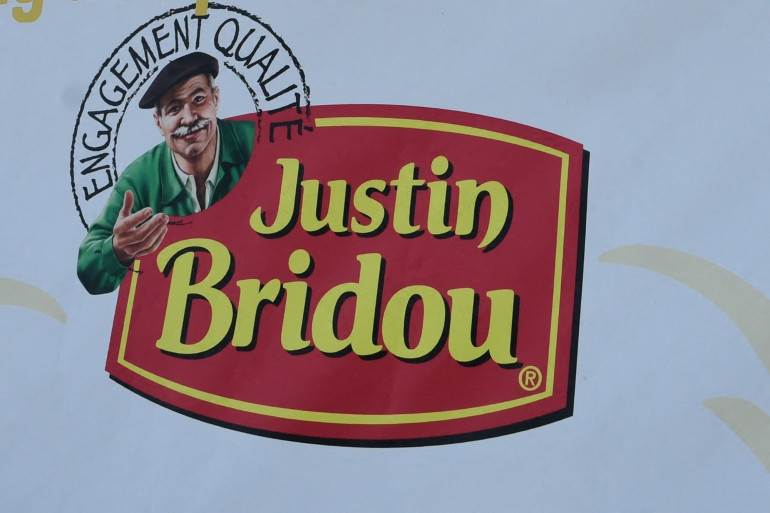 ENGAGEMENT QUALITÉ
Justin
Bridou
®